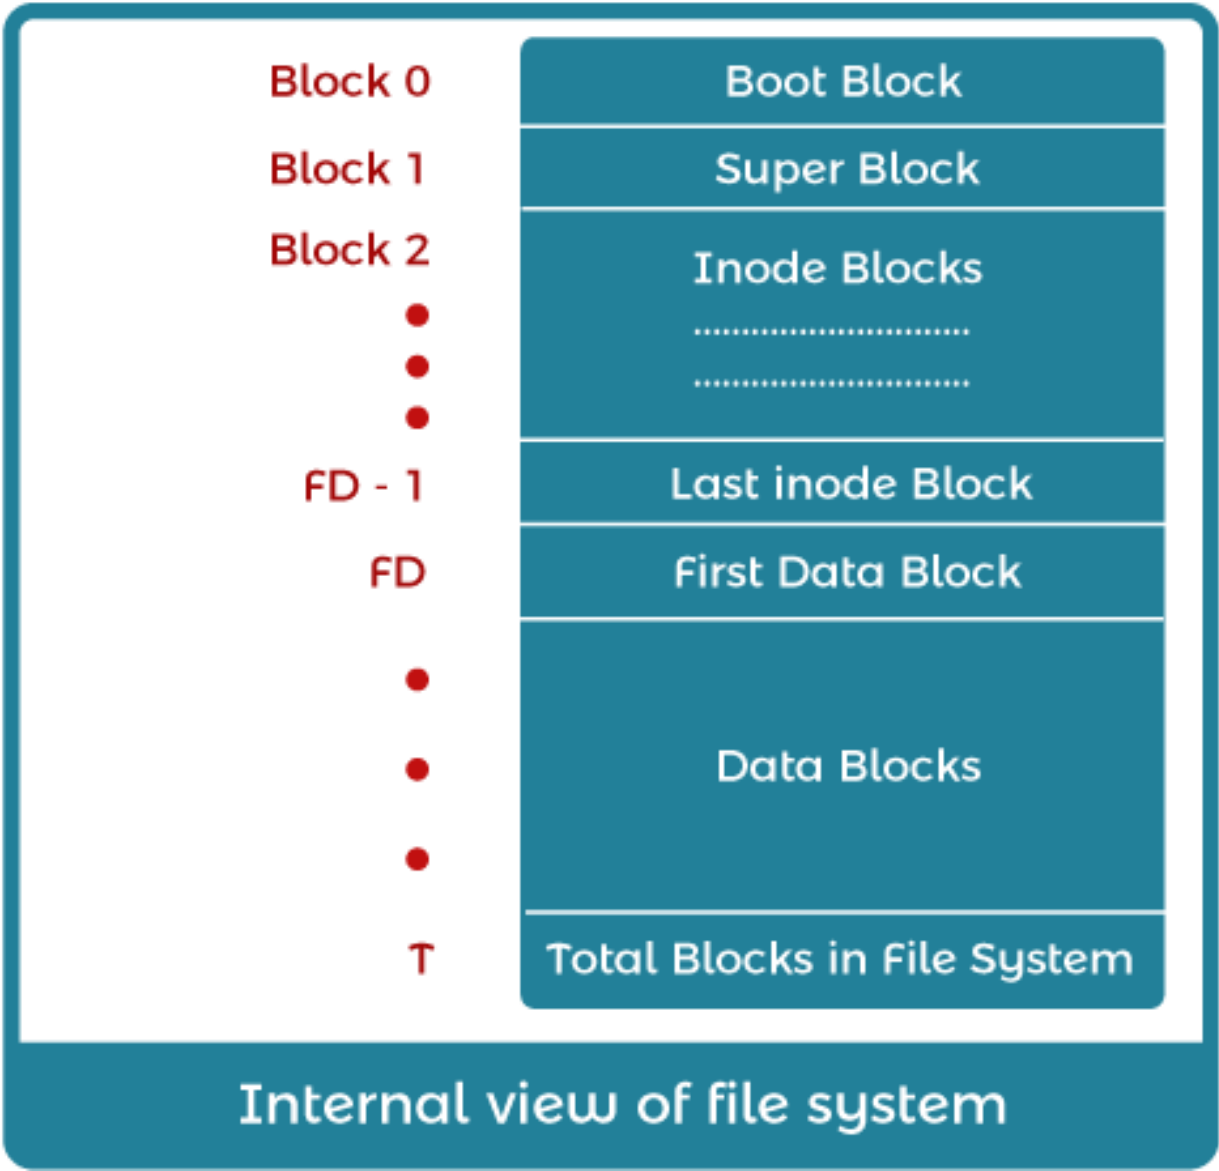 Block 0 Boot Block
Block 1 Super Block
Block 2 Inode Blocks
.............................
.............................
FD - 1 Last inode Block
FD First Data Block
Data Blocks
T Total Blocks in File System
Internal view of file system